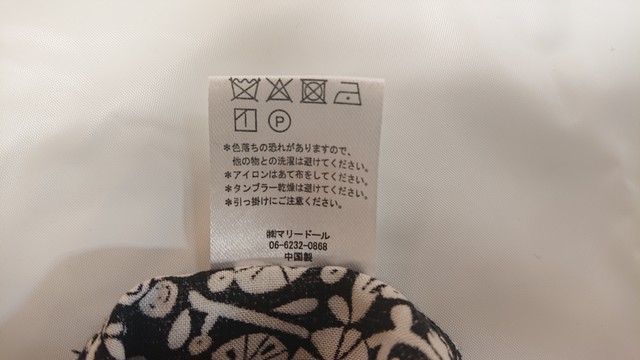 P
*色落ちの恐れがありますので、
他の物との洗濯は避けてください。
*アイロンはあて布をしてください。
*タンブラー乾燥は避けてください。
*引っ掛けにご注意ください。
㈱マリードール
06-6232-0868
中国製